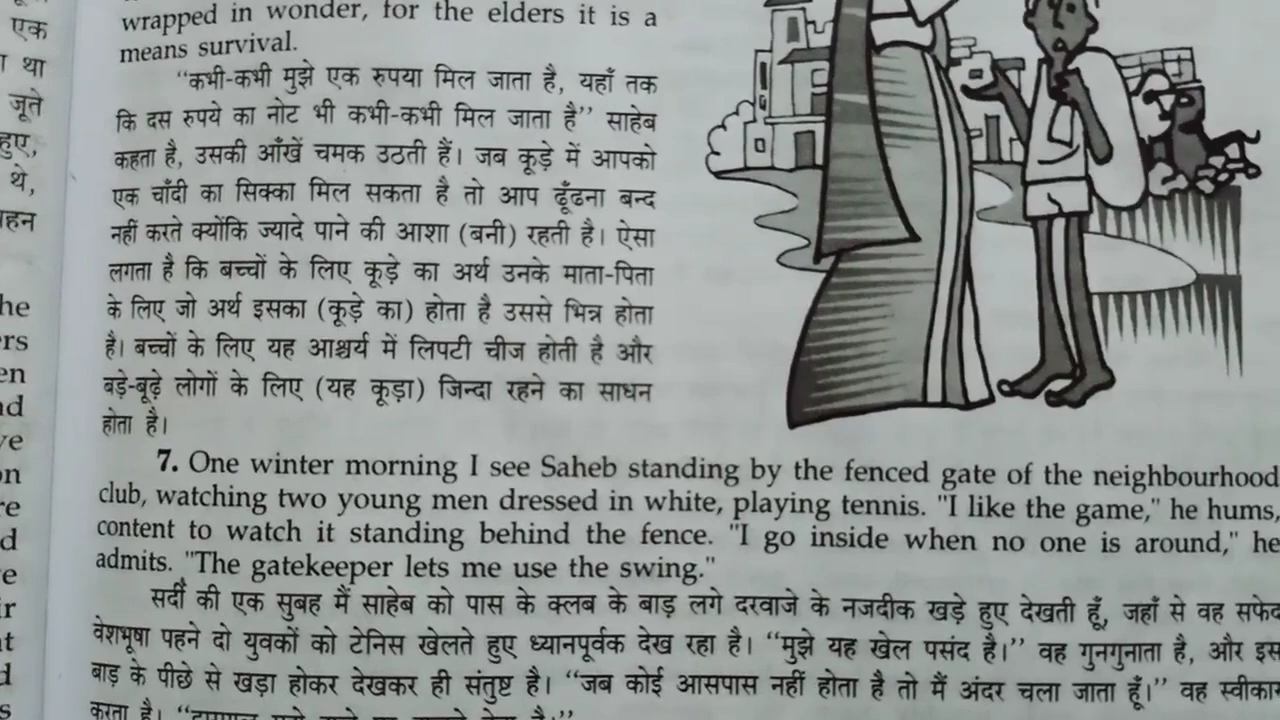 एक
था
जूते
हुए,
थे,
he
en
wrapped in wonder, for the elders it is a
means survival.
“कभी-कभी मुझे एक रुपया मिल जाता है, यहाँ तक
कि दस रुपये का नोट भी कभी-कभी मिल जाता है” साहेब
कहता है, उसकी आँखें चमक उठती हैं। जब कूड़े में आपको
एक चाँदी का सिक्का मिल सकता है तो आप ढूँढना बन्द
नहीं करते क्योंकि ज्यादे पाने की आशा (बनी) रहती है। ऐसा
लगता है कि बच्चों के लिए कूड़े का अर्थ उनके माता-पिता
के लिए जो अर्थ इसका (कूड़े का) होता है उससे भिन्न होता
है। बच्चों के लिए यह आश्चर्य में लिपटी चीज होती है और
बड़े-बूढ़े लोगों के लिए (यह कूड़ा) जिन्दा रहने का साधन
होता है।
7. One winter morning I see Saheb standing by the fenced gate of the neighbourhood
club, watching two young men dressed in white, playing tennis. "I like the game," he hums,
content to watch it standing behind the fence. "I go inside when no one is around," he
admits. "The gatekeeper lets me use the swing."
सर्दी की एक सुबह मैं साहेब को पास के क्लब के बाड़ लगे दरवाजे के नजदीक खड़े हुए देखती हूँ, जहाँ से वह सफेद
वेशभूषा पहने दो युवकों को टेनिस खेलते हुए ध्यानपूर्वक देख रहा है। “मुझे यह खेल पसंद है।” वह गुनगुनाता है, और इस
बाड़ के पीछे से खड़ा होकर देखकर ही संतुष्ट है। “जब कोई आसपास नहीं होता है तो मैं अंदर चला जाता हूँ।” वह स्वीकार
करता है।